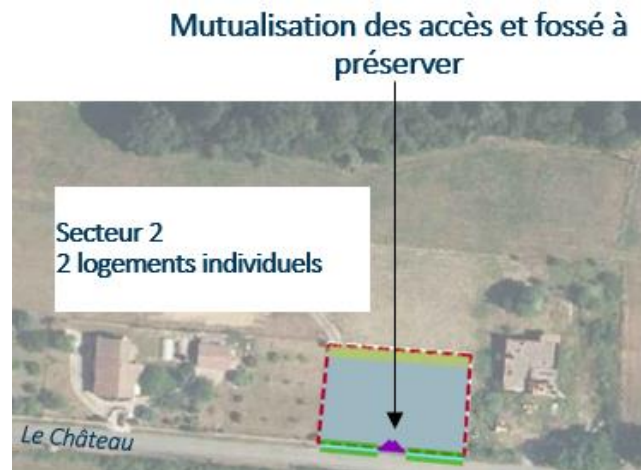 Mutualisation des accès et fossé à
préserver
Secteur 2
2 logements individuels
Le Château